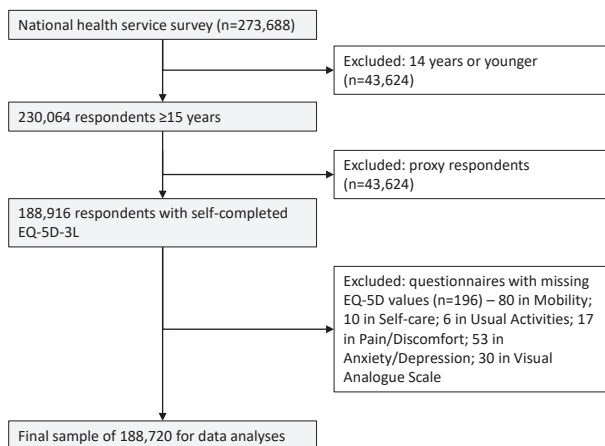 National health service survey (n=273,688)
Excluded: 14 years or younger
(n=43,624)
230,064 respondents ≥15 years
Excluded: proxy respondents
(n=43,624)
188,916 respondents with self-completed
EQ-5D-3L
Excluded: questionnaires with missing
EQ-5D values (n=196) – 80 in Mobility;
10 in Self-care; 6 in Usual Activities; 17
in Pain/Discomfort; 53 in
Anxiety/Depression; 30 in Visual
Analogue Scale
Final sample of 188,720 for data analyses